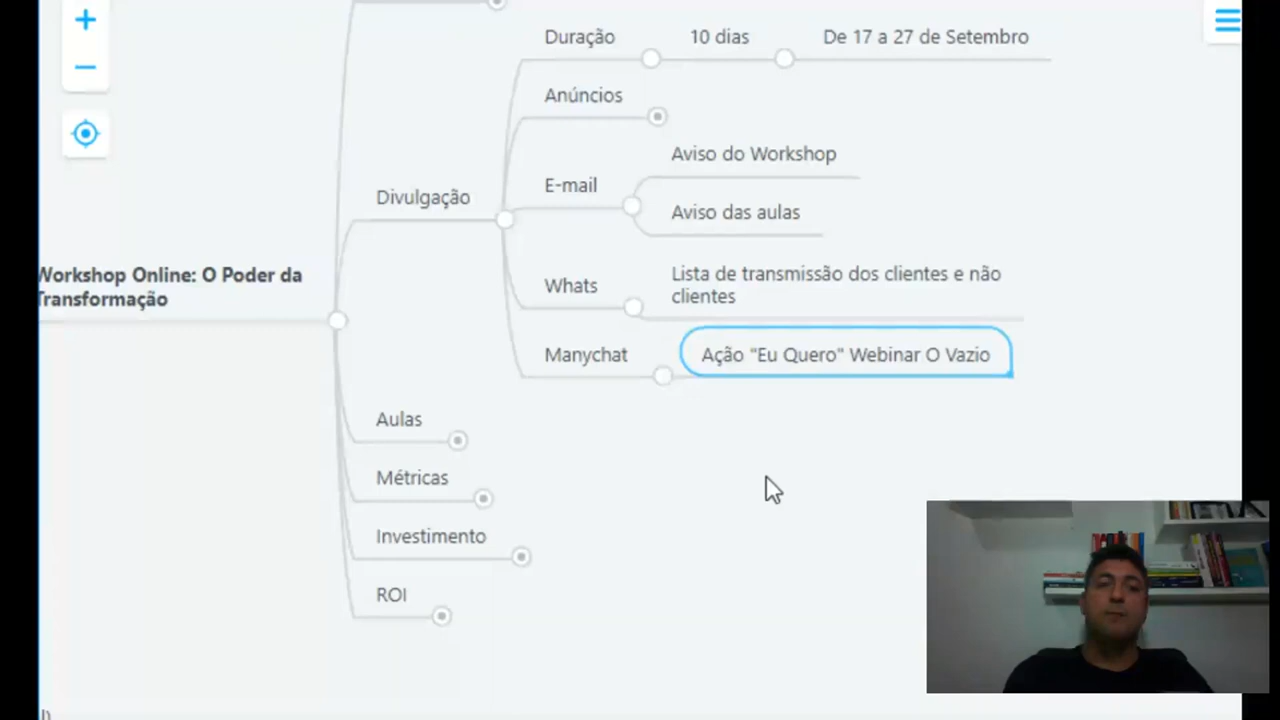 Duração
10 dias
De 17 a 27 de Setembro
Anúncios
Aviso do Workshop
E-mail
Divulgação
Aviso das aulas
Workshop Online: O Poder da
Transformação
Lista de transmissão dos clientes e não
clientes
Whats
Manychat
Ação "Eu Quero" Webinar O Vazio
Aulas
Métricas
Investimento
ROI